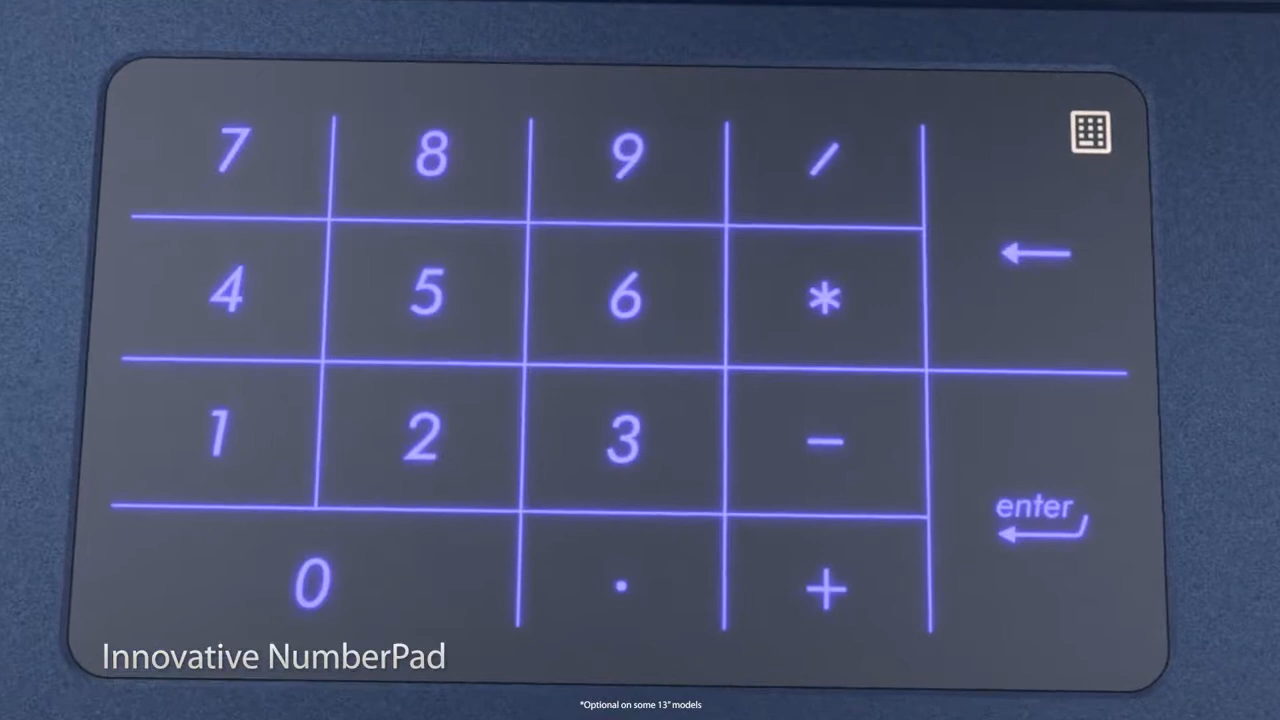 7 8 9 /
←
4 5 6 *
1 2 3 −
enter
0 . +
Innovative NumberPad
*Optional on some 13" models